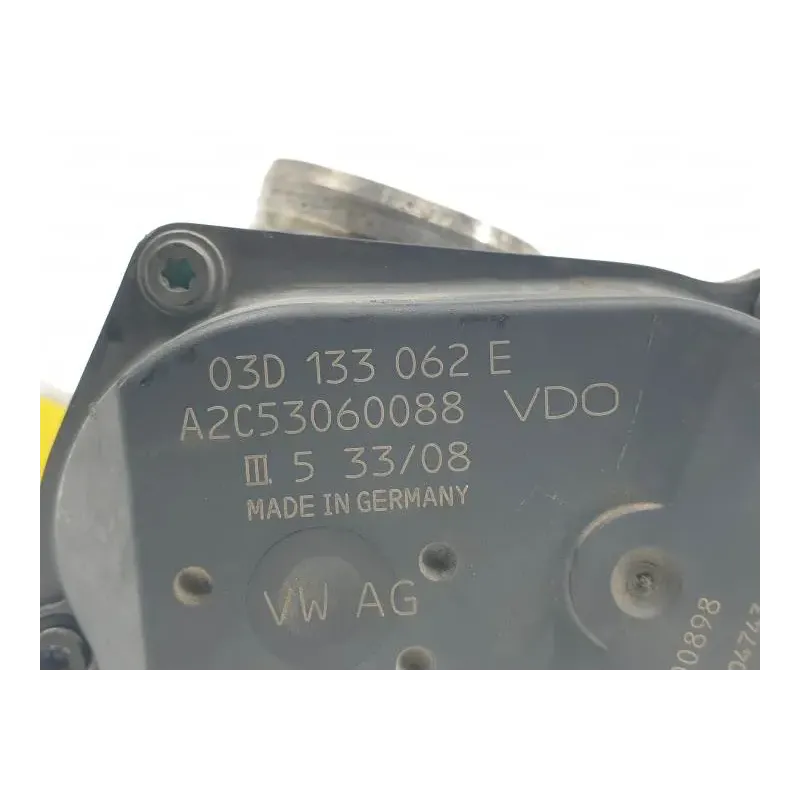 03D 133 062 E
A2C53060088 VDO
III. 5 33/08
MADE IN GERMANY
VW AG